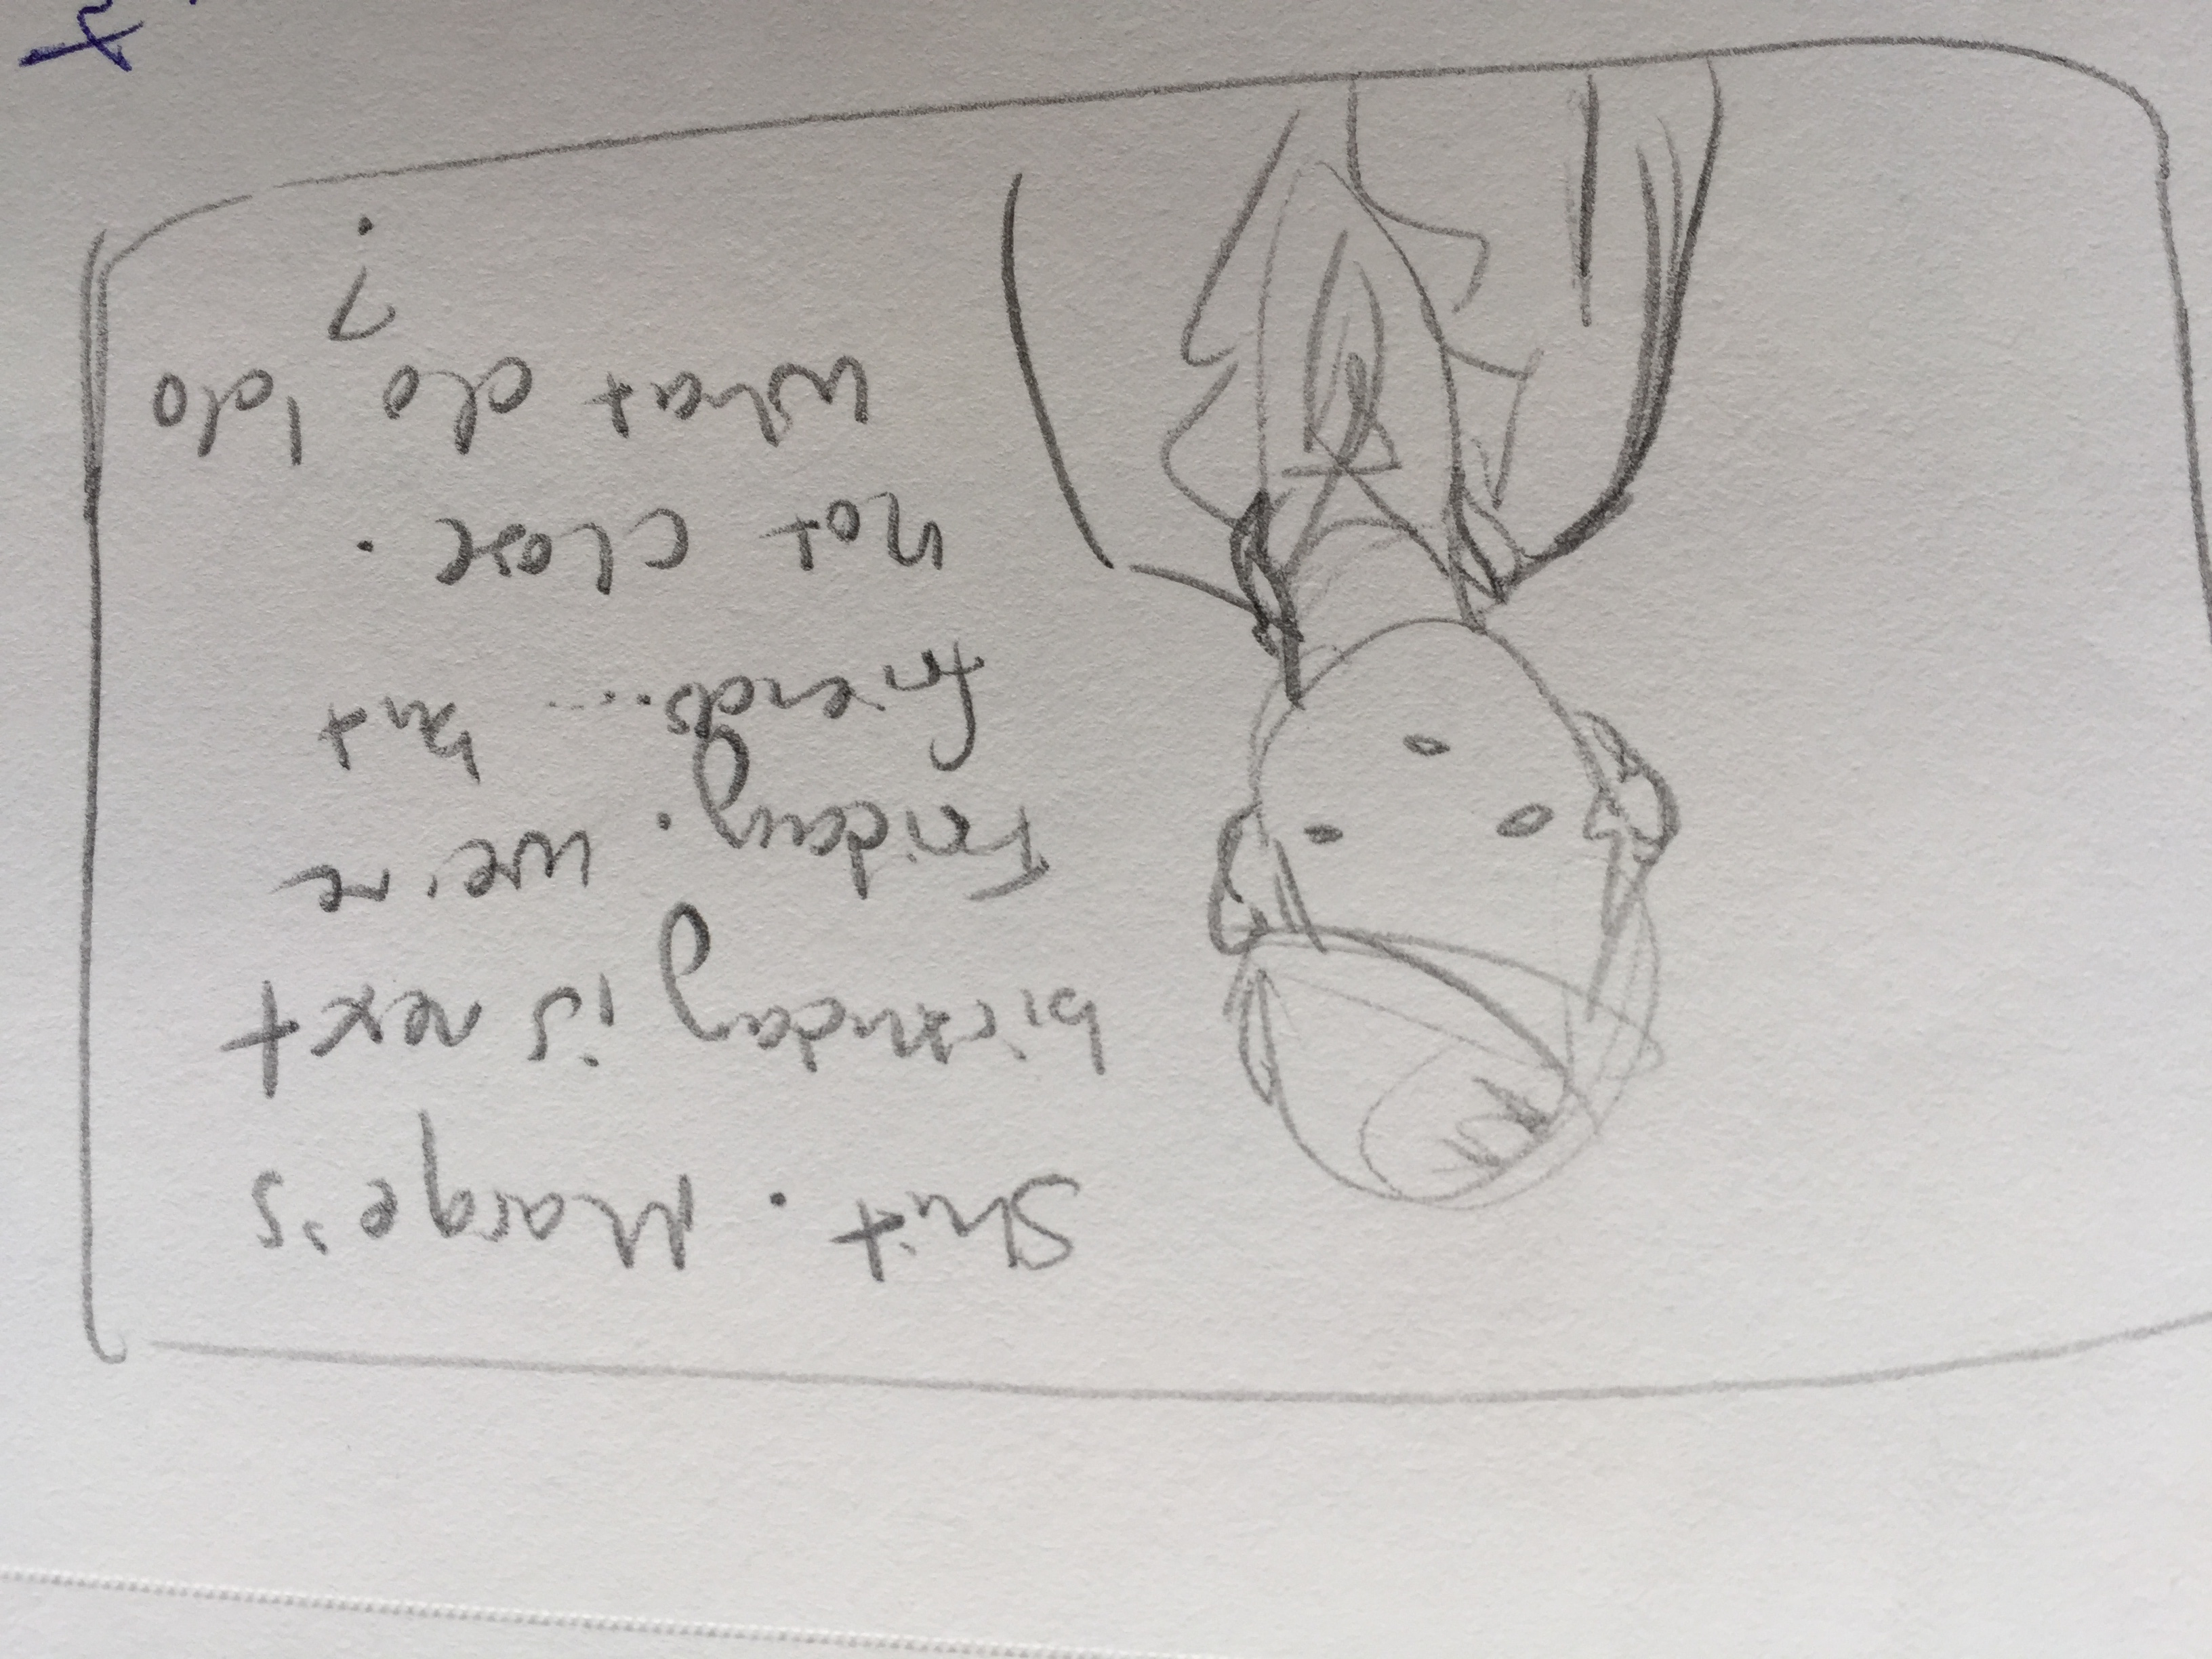 Shit. Marge's
birthday is next
Friday. we're
friends... but
not close.
what do I do
?